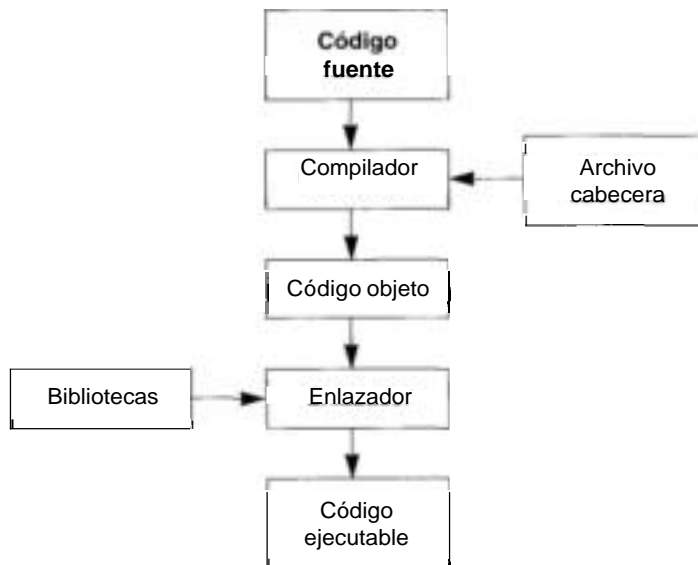 Código
fuente
Compilador
Archivo
cabecera
Código objeto
Bibliotecas
Enlazador
Código
ejecutable